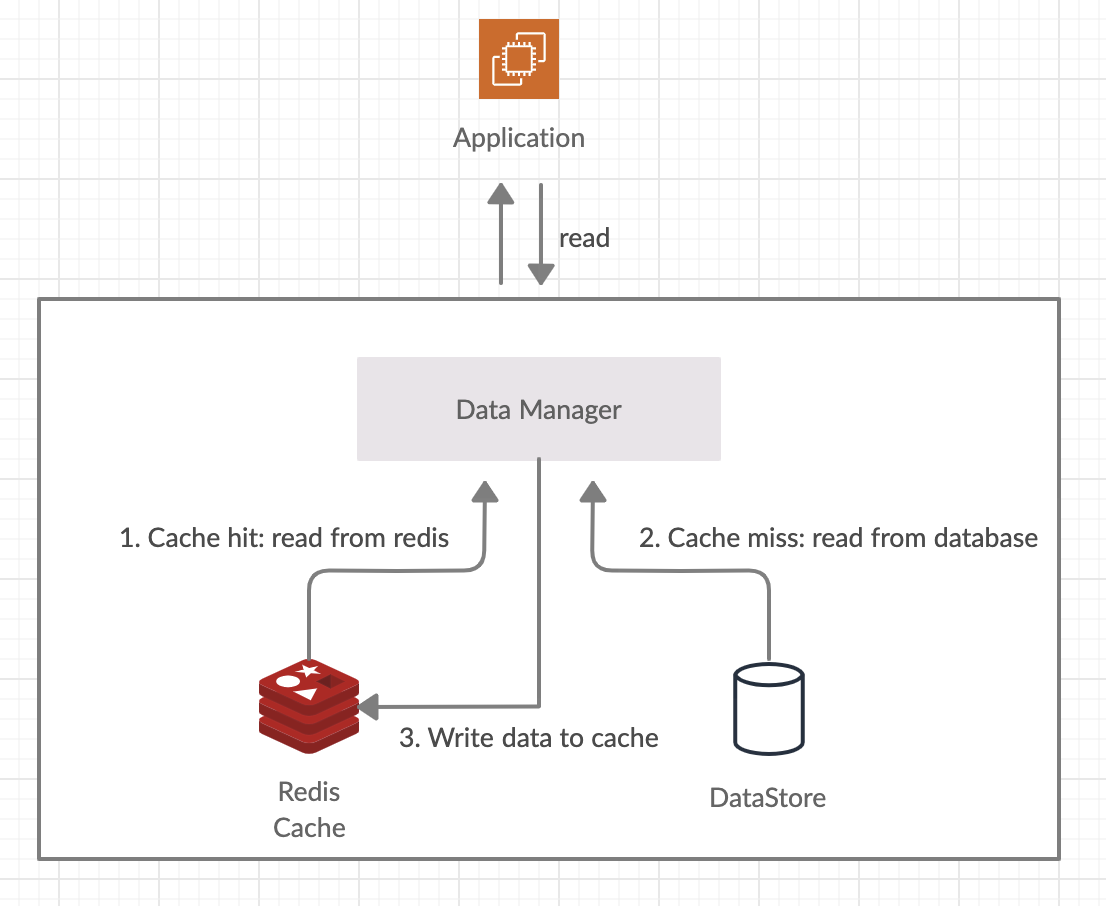 Application
read
Data Manager
1. Cache hit: read from redis
2. Cache miss: read from database
3. Write data to cache
Redis
Cache
DataStore